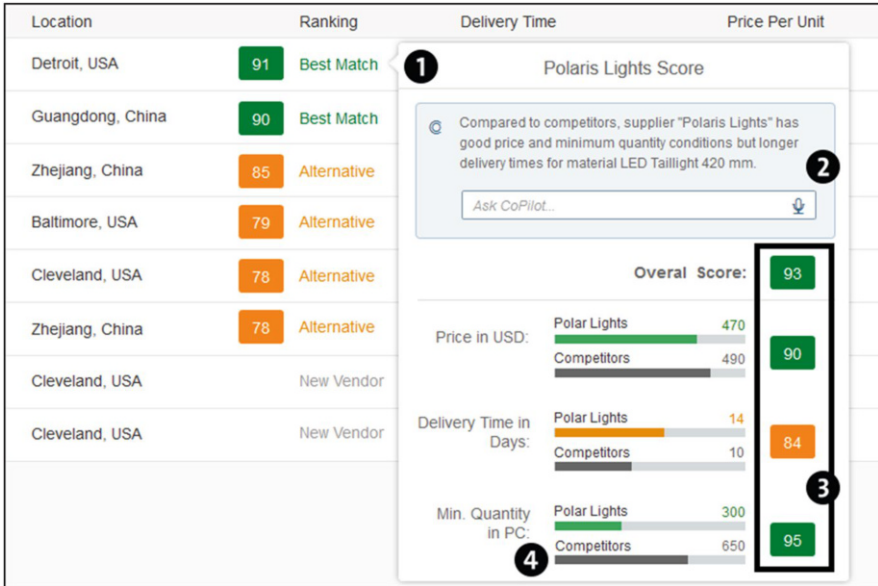 Location Ranking Delivery Time Price Per Unit
Detroit, USA 91 Best Match
Guangdong, China 90 Best Match
Zhejiang, China 85 Alternative
Baltimore, USA 79 Alternative
Cleveland, USA 78 Alternative
Zhejiang, China 78 Alternative
Cleveland, USA New Vendor
Cleveland, USA New Vendor
1
Polaris Lights Score
Compared to competitors, supplier "Polaris Lights" has
good price and minimum quantity conditions but longer
delivery times for material LED Taillight 420 mm.
2
Ask CoPilot...
Overal Score: 93
Price in USD:
Polar Lights 470
Competitors 490
90
Delivery Time in
Days:
Polar Lights 14
Competitors 10
84
3
Min. Quantity
in PC:
Polar Lights 300
4
Competitors 650
95